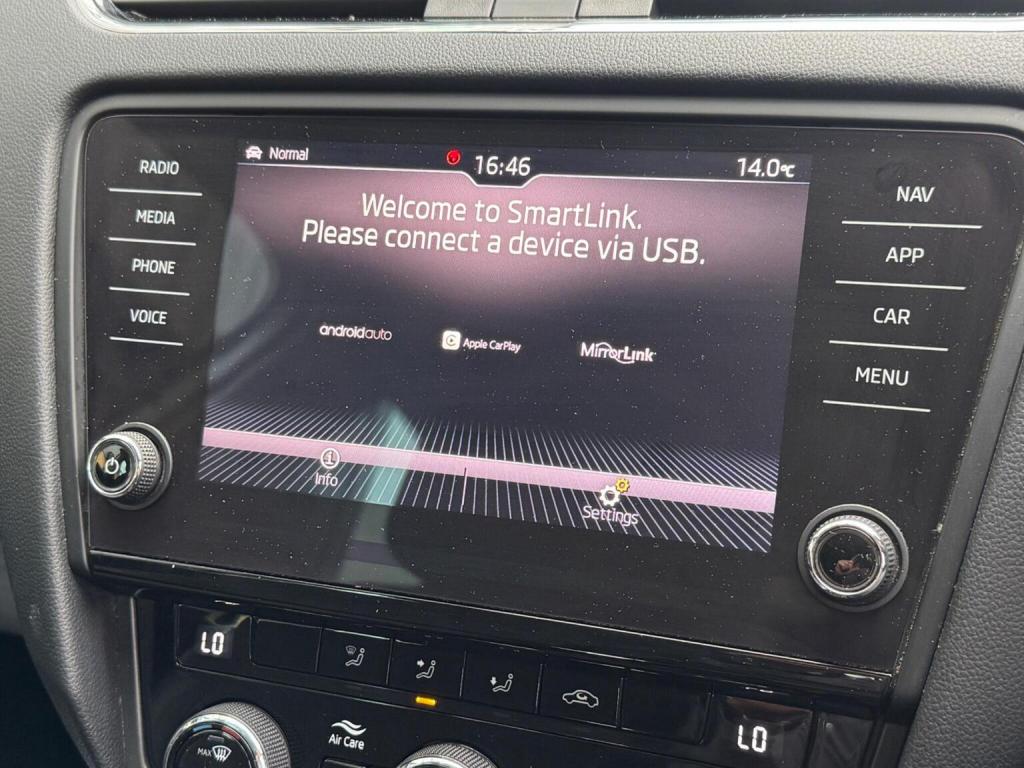 RADIO
MEDIA
PHONE
VOICE
Normal
16:46
14.0°C
Welcome to SmartLink.
Please connect a device via USB.
androidauto
Apple CarPlay
MirrorLink
Info
Settings
NAV
APP
CAR
MENU
LO
MAX
Air Care
LO